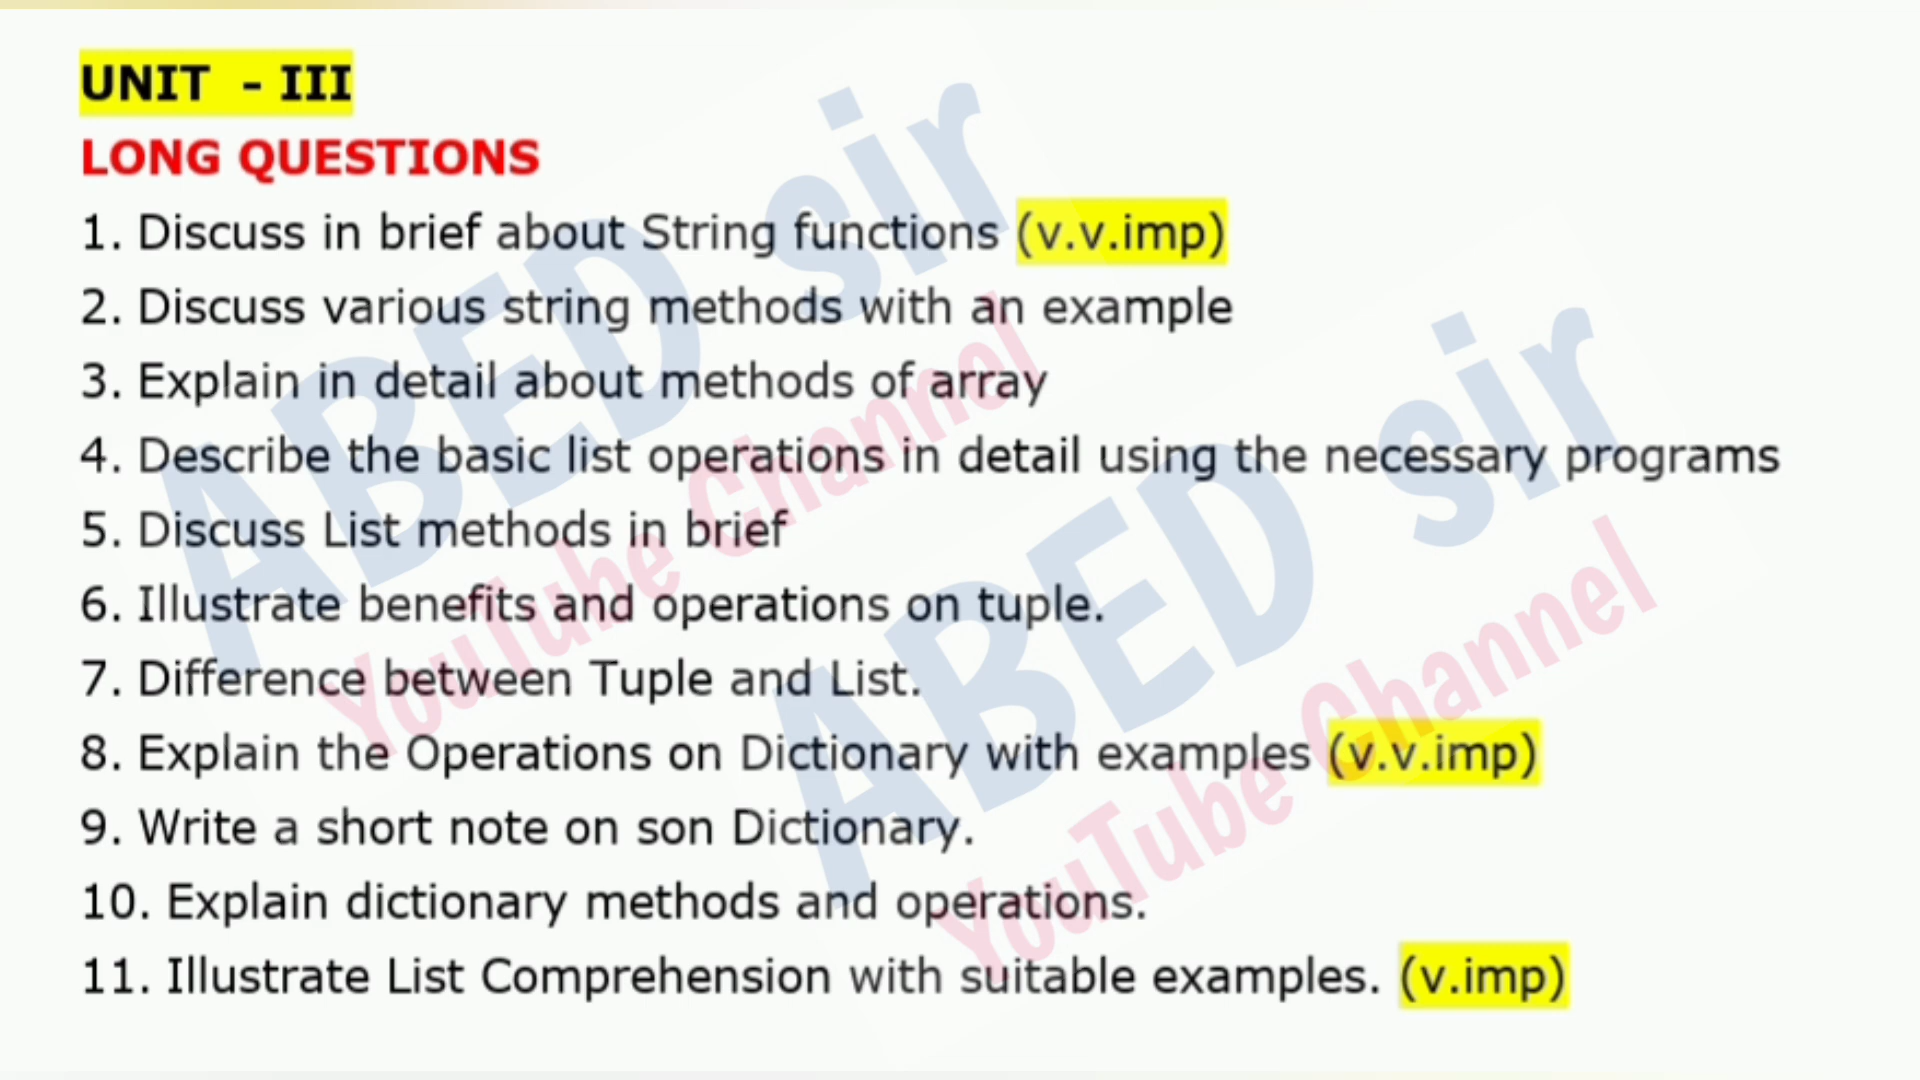 UNIT - III
LONG QUESTIONS
1. Discuss in brief about String functions (v.v.imp)
2. Discuss various string methods with an example
3. Explain in detail about methods of array
4. Describe the basic list operations in detail using the necessary programs
5. Discuss List methods in brief
6. Illustrate benefits and operations on tuple.
7. Difference between Tuple and List.
8. Explain the Operations on Dictionary with examples (v.v.imp)
9. Write a short note on son Dictionary.
10. Explain dictionary methods and operations.
11. Illustrate List Comprehension with suitable examples. (v.imp)
ABED sir
YouTube Channel
ABED sir
YouTube Channel